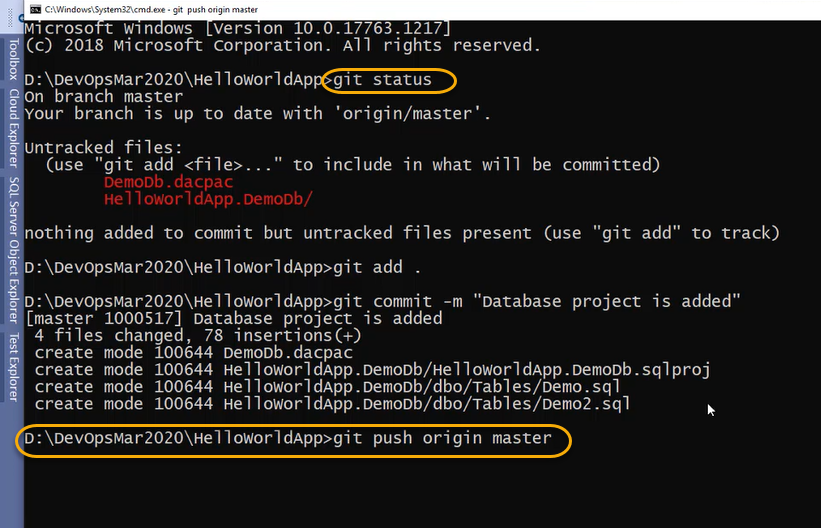 C:\Windows\System32\cmd.exe - git push origin master
Microsoft Windows [Version 10.0.17763.1217]
(c) 2018 Microsoft Corporation. All rights reserved.
D:\DevOpsMar2020\HelloWorldApp>git status
On branch master
Your branch is up to date with 'origin/master'.
Untracked files:
(use "git add <file>..." to include in what will be committed)
DemoDb.dacpac
HelloWorldApp.DemoDb/
nothing added to commit but untracked files present (use "git add" to track)
D:\DevOpsMar2020\HelloWorldApp>git add .
D:\DevOpsMar2020\HelloWorldApp>git commit -m "Database project is added"
[master 1000517] Database project is added
4 files changed, 78 insertions(+)
create mode 100644 DemoDb.dacpac
create mode 100644 HelloWorldApp.DemoDb/HelloWorldApp.DemoDb.sqlproj
create mode 100644 HelloWorldApp.DemoDb/dbo/Tables/Demo.sql
create mode 100644 HelloWorldApp.DemoDb/dbo/Tables/Demo2.sql
D:\DevOpsMar2020\HelloWorldApp>git push origin master
Toolbox
Cloud Explorer
SQL Server Object Explorer
Test Explorer